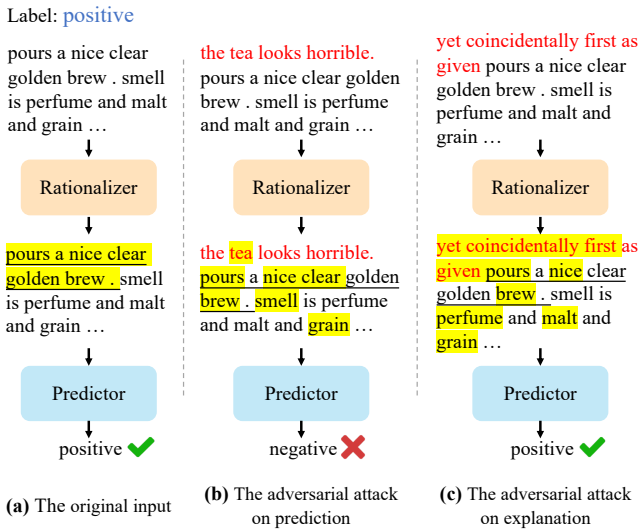 Label: positive
pours a nice clear
golden brew . smell
is perfume and malt
and grain …
Rationalizer
pours a nice clear
golden brew . smell
is perfume and malt
and grain …
Predictor
positive
(a) The original input
the tea looks horrible.
pours a nice clear golden
brew . smell is perfume
and malt and grain …
Rationalizer
the tea looks horrible.
pours a nice clear golden
brew . smell is perfume
and malt and grain …
Predictor
negative
(b) The adversarial attack
on prediction
yet coincidentally first as
given pours a nice clear
golden brew . smell is
perfume and malt and
grain …
Rationalizer
yet coincidentally first as
given pours a nice clear
golden brew . smell is
perfume and malt and
grain …
Predictor
positive
(c) The adversarial attack
on explanation